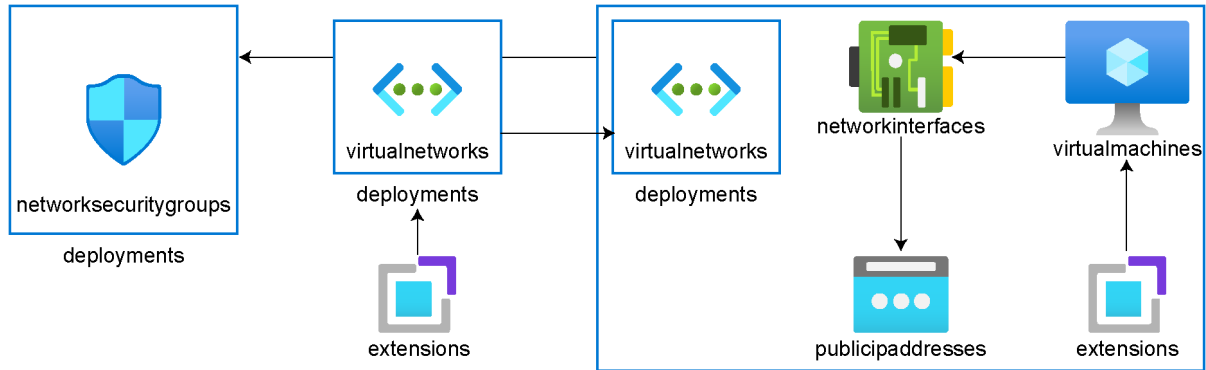 networkinterfaces
virtualmachines
virtualnetworks
virtualnetworks
deployments
deployments
networksecuritygroups
deployments
extensions
publicipaddresses
extensions